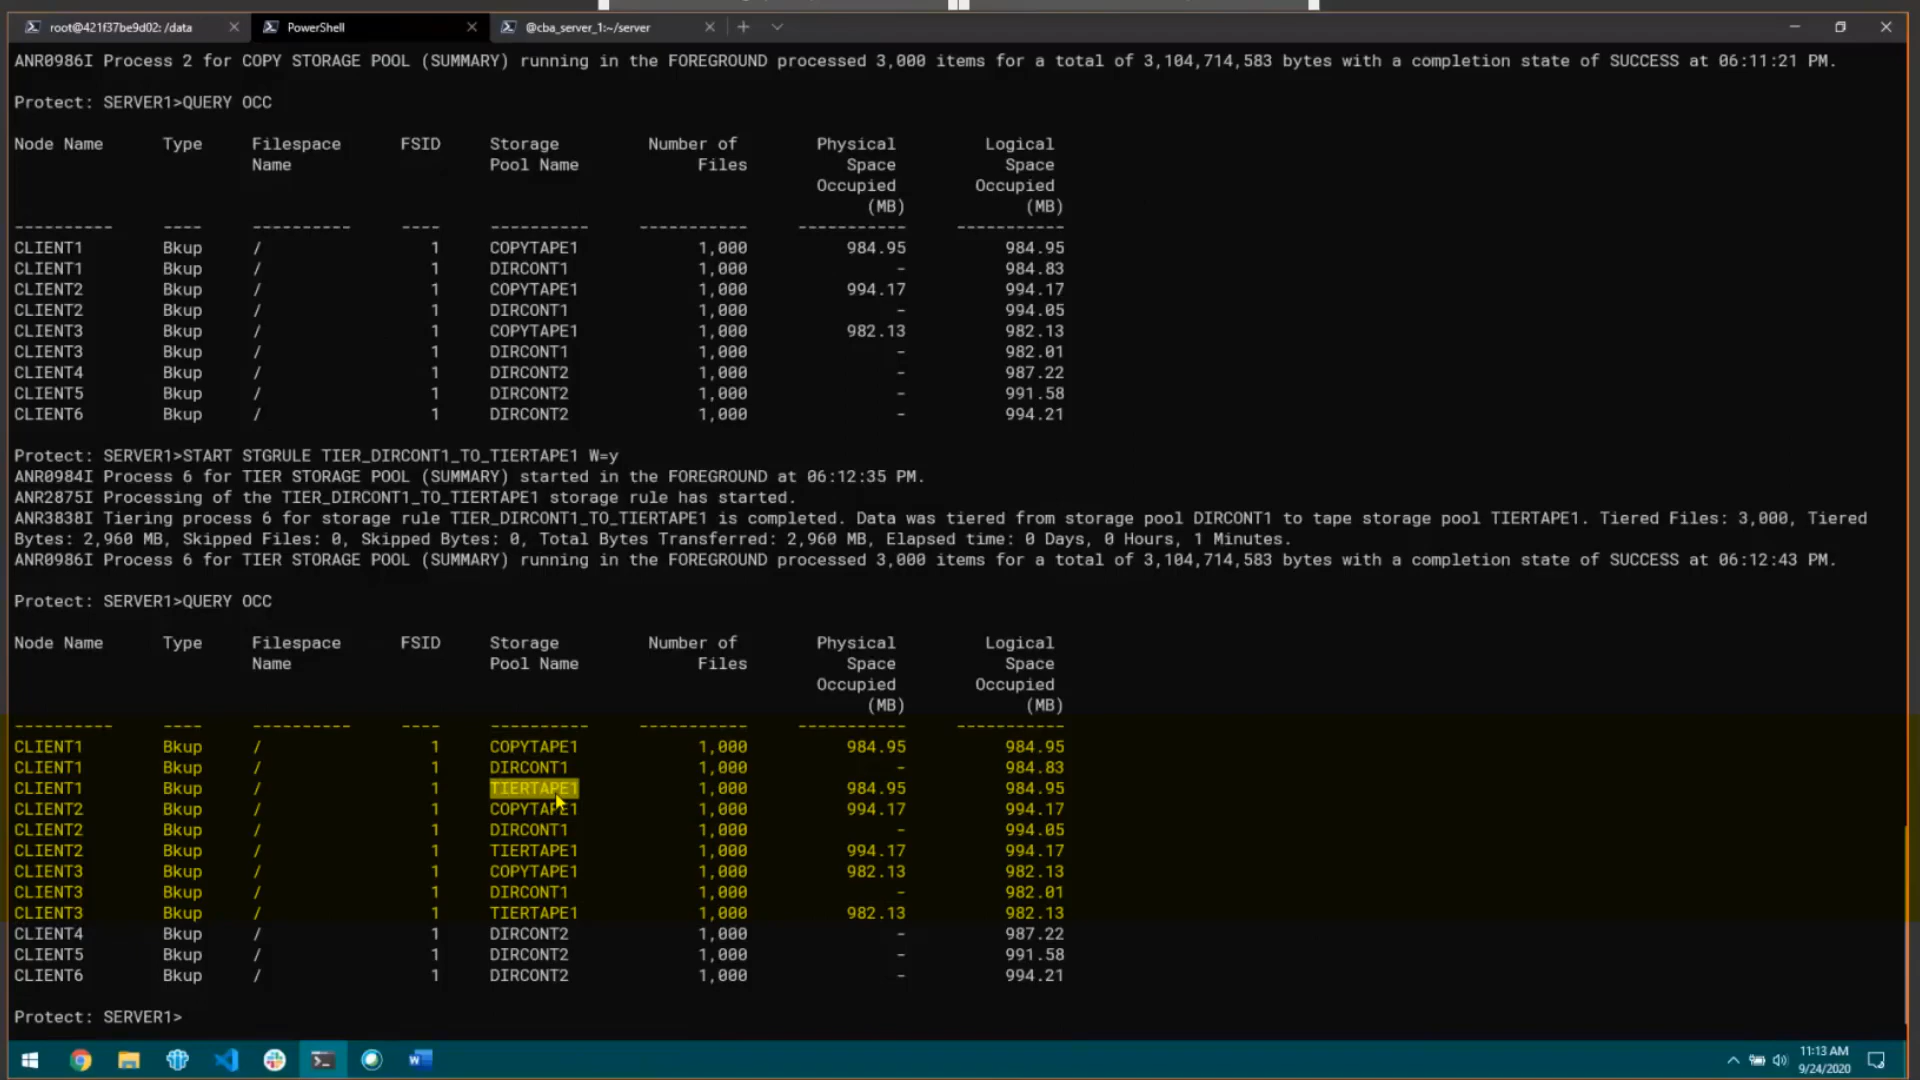 root@421f37be9d02: /data PowerShell @cba_server_1:~/server
ANR0986I Process 2 for COPY STORAGE POOL (SUMMARY) running in the FOREGROUND processed 3,000 items for a total of 3,104,714,583 bytes with a completion state of SUCCESS at 06:11:21 PM.
Protect: SERVER1>QUERY OCC
Node Name Type Filespace FSID Storage Number of Physical Logical
Name Pool Name Files Space Space
Occupied Occupied
(MB) (MB)
---------- ---- ---------- ---- ---------- ----------- ----------- -----------
CLIENT1 Bkup / 1 COPYTAPE1 1,000 984.95 984.95
CLIENT1 Bkup / 1 DIRCONT1 1,000 - 984.83
CLIENT2 Bkup / 1 COPYTAPE1 1,000 994.17 994.17
CLIENT2 Bkup / 1 DIRCONT1 1,000 - 994.05
CLIENT3 Bkup / 1 COPYTAPE1 1,000 982.13 982.13
CLIENT3 Bkup / 1 DIRCONT1 1,000 - 982.01
CLIENT4 Bkup / 1 DIRCONT2 1,000 - 987.22
CLIENT5 Bkup / 1 DIRCONT2 1,000 - 991.58
CLIENT6 Bkup / 1 DIRCONT2 1,000 - 994.21
Protect: SERVER1>START STGRULE TIER_DIRCONT1_TO_TIERTAPE1 W=y
ANR0984I Process 6 for TIER STORAGE POOL (SUMMARY) started in the FOREGROUND at 06:12:35 PM.
ANR2875I Processing of the TIER_DIRCONT1_TO_TIERTAPE1 storage rule has started.
ANR3838I Tiering process 6 for storage rule TIER_DIRCONT1_TO_TIERTAPE1 is completed. Data was tiered from storage pool DIRCONT1 to tape storage pool TIERTAPE1. Tiered Files: 3,000, Tiered
Bytes: 2,960 MB, Skipped Files: 0, Skipped Bytes: 0, Total Bytes Transferred: 2,960 MB, Elapsed time: 0 Days, 0 Hours, 1 Minutes.
ANR0986I Process 6 for TIER STORAGE POOL (SUMMARY) running in the FOREGROUND processed 3,000 items for a total of 3,104,714,583 bytes with a completion state of SUCCESS at 06:12:43 PM.
Protect: SERVER1>QUERY OCC
Node Name Type Filespace FSID Storage Number of Physical Logical
Name Pool Name Files Space Space
Occupied Occupied
(MB) (MB)
---------- ---- ---------- ---- ---------- ----------- ----------- -----------
CLIENT1 Bkup / 1 COPYTAPE1 1,000 984.95 984.95
CLIENT1 Bkup / 1 DIRCONT1 1,000 - 984.83
CLIENT1 Bkup / 1 TIERTAPE1 1,000 984.95 984.95
CLIENT2 Bkup / 1 COPYTAPE1 1,000 994.17 994.17
CLIENT2 Bkup / 1 DIRCONT1 1,000 - 994.05
CLIENT2 Bkup / 1 TIERTAPE1 1,000 994.17 994.17
CLIENT3 Bkup / 1 COPYTAPE1 1,000 982.13 982.13
CLIENT3 Bkup / 1 DIRCONT1 1,000 - 982.01
CLIENT3 Bkup / 1 TIERTAPE1 1,000 982.13 982.13
CLIENT4 Bkup / 1 DIRCONT2 1,000 - 987.22
CLIENT5 Bkup / 1 DIRCONT2 1,000 - 991.58
CLIENT6 Bkup / 1 DIRCONT2 1,000 - 994.21
Protect: SERVER1>
11:13 AM
9/24/2020